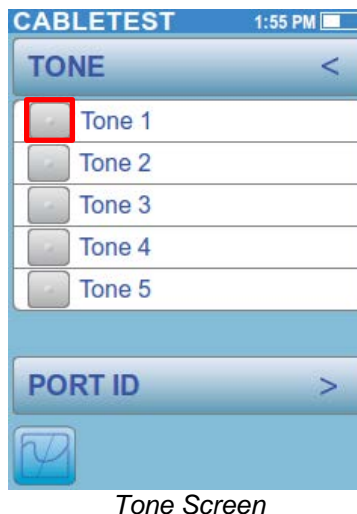 CABLETEST 1:55 PM
TONE <
Tone 1
Tone 2
Tone 3
Tone 4
Tone 5
PORT ID >
Tone Screen